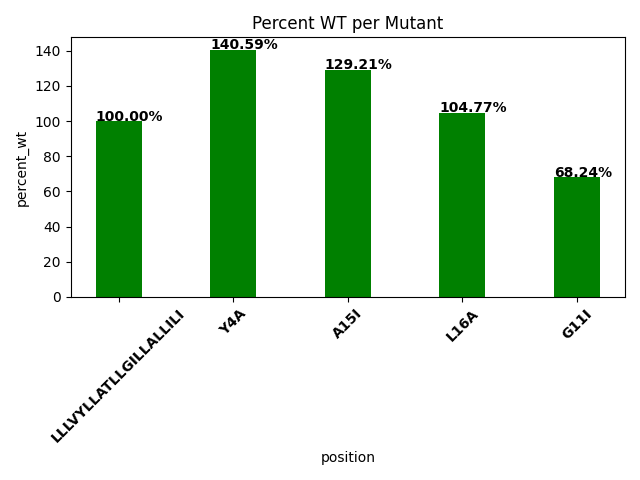 Percent WT per Mutant
percent_wt
140
120
100
80
60
40
20
0
100.00%
140.59%
129.21%
104.77%
68.24%
LLLVYLLATLLGILLALLILI
Y4A
A15I
L16A
G11I
position